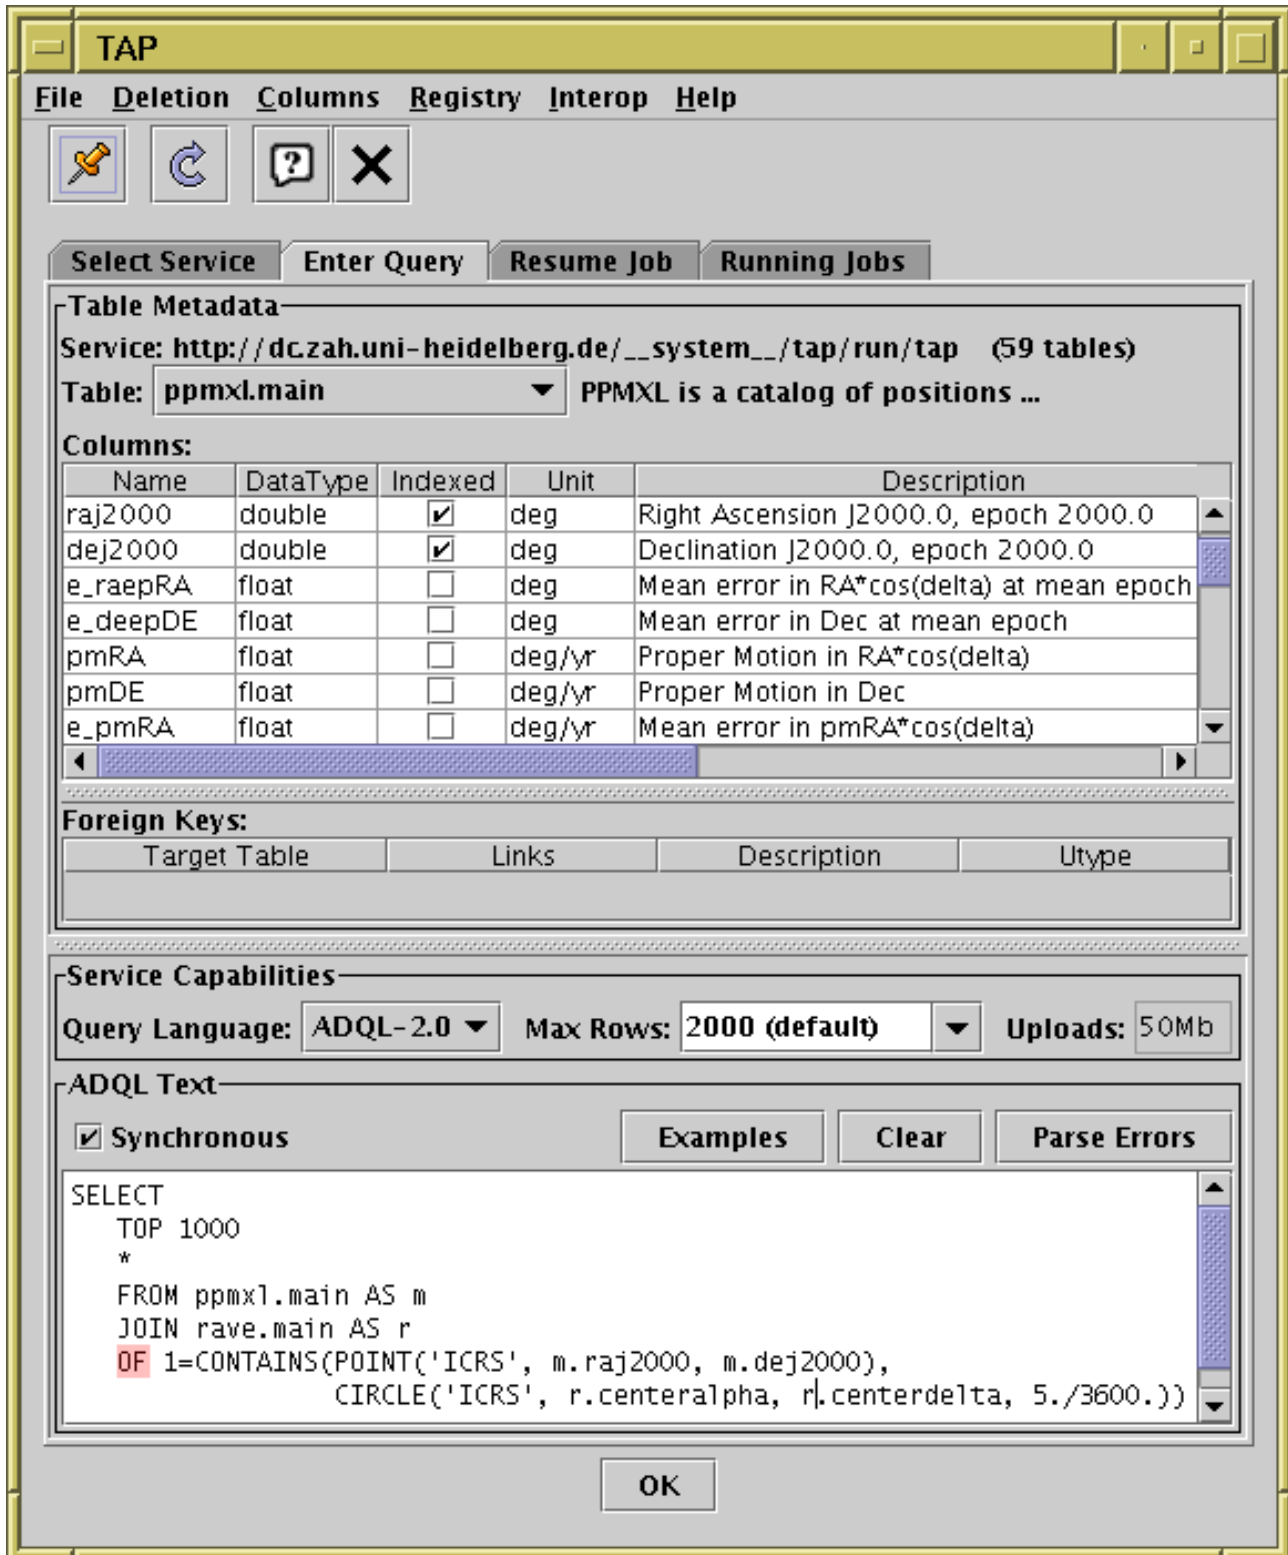 TAP
File Deletion Columns Registry Interop Help
Select Service Enter Query Resume Job Running Jobs
Table Metadata
Service: http://dc.zah.uni-heidelberg.de/__system__/tap/run/tap (59 tables)
Table: ppmxl.main PPMXL is a catalog of positions ...
Columns:
Name DataType Indexed Unit Description
raj2000 double deg Right Ascension J2000.0, epoch 2000.0
dej2000 double deg Declination J2000.0, epoch 2000.0
e_raepRA float deg Mean error in RA*cos(delta) at mean epoch
e_deepDE float deg Mean error in Dec at mean epoch
pmRA float deg/yr Proper Motion in RA*cos(delta)
pmDE float deg/yr Proper Motion in Dec
e_pmRA float deg/yr Mean error in pmRA*cos(delta)
Foreign Keys:
Target Table Links Description Utype
Service Capabilities
Query Language: ADQL-2.0 Max Rows: 2000 (default) Uploads: 50Mb
ADQL Text
Synchronous Examples Clear Parse Errors
SELECT
TOP 1000
*
FROM ppmxl.main AS m
JOIN rave.main AS r
OF 1=CONTAINS(POINT('ICRS', m.raj2000, m.dej2000),
CIRCLE('ICRS', r.centeralpha, r.centerdelta, 5./3600.))
OK